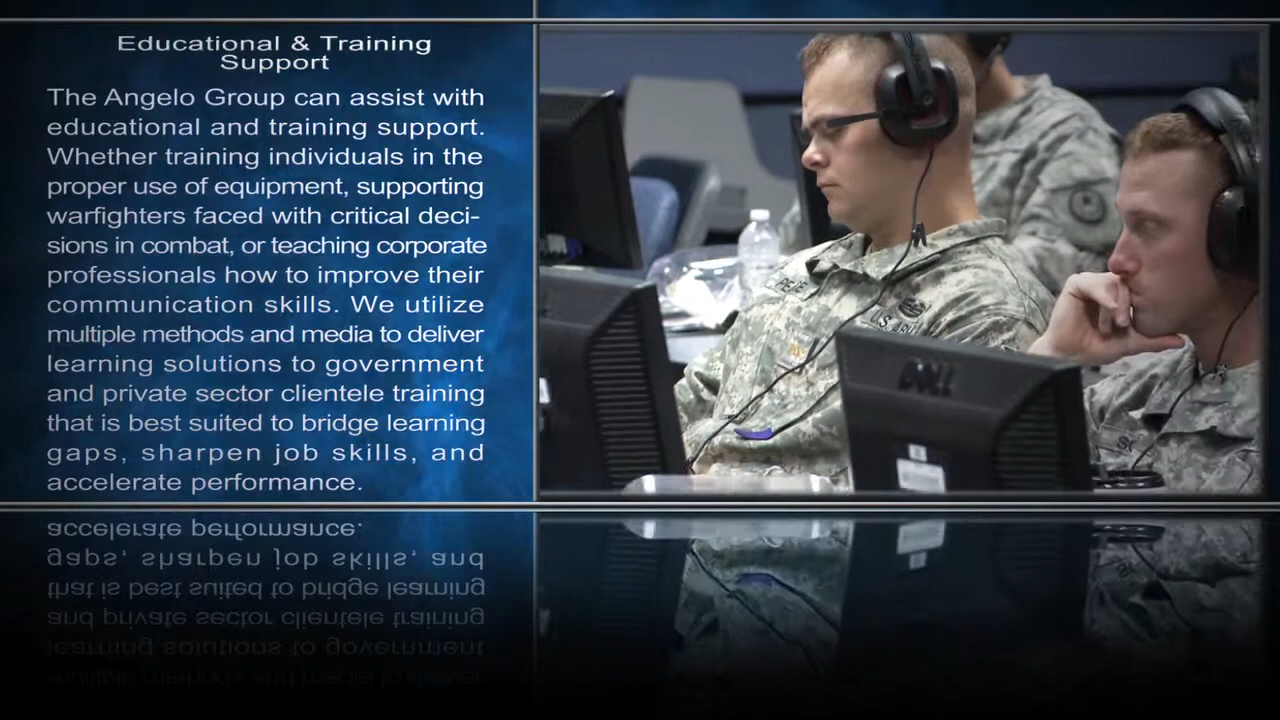 Educational & Training
Support
The Angelo Group can assist with
educational and training support.
Whether training individuals in the
proper use of equipment, supporting
warfighters faced with critical deci-
sions in combat, or teaching corporate
professionals how to improve their
communication skills. We utilize
multiple methods and media to deliver
learning solutions to government
and private sector clientele training
that is best suited to bridge learning
gaps, sharpen job skills, and
accelerate performance.
DELL